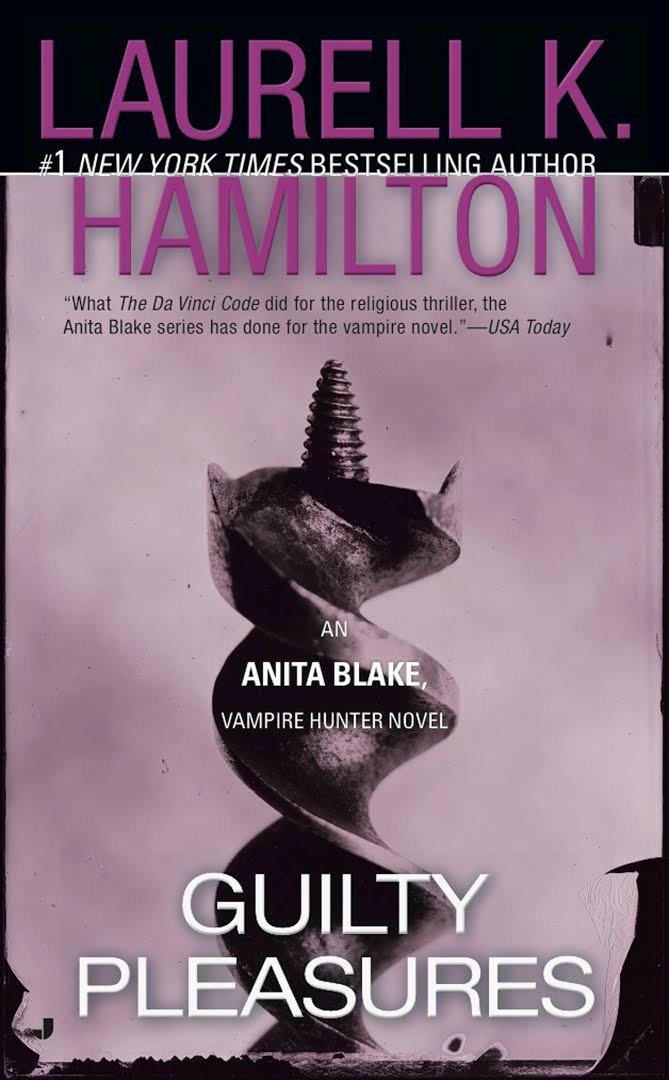 LAURELL K.
#1 NEW YORK TIMES BESTSELLING AUTHOR
HAMILTON
“What The Da Vinci Code did for the religious thriller, the
Anita Blake series has done for the vampire novel.”—USA Today
AN
ANITA BLAKE,
VAMPIRE HUNTER NOVEL
GUILTY
PLEASURES
J